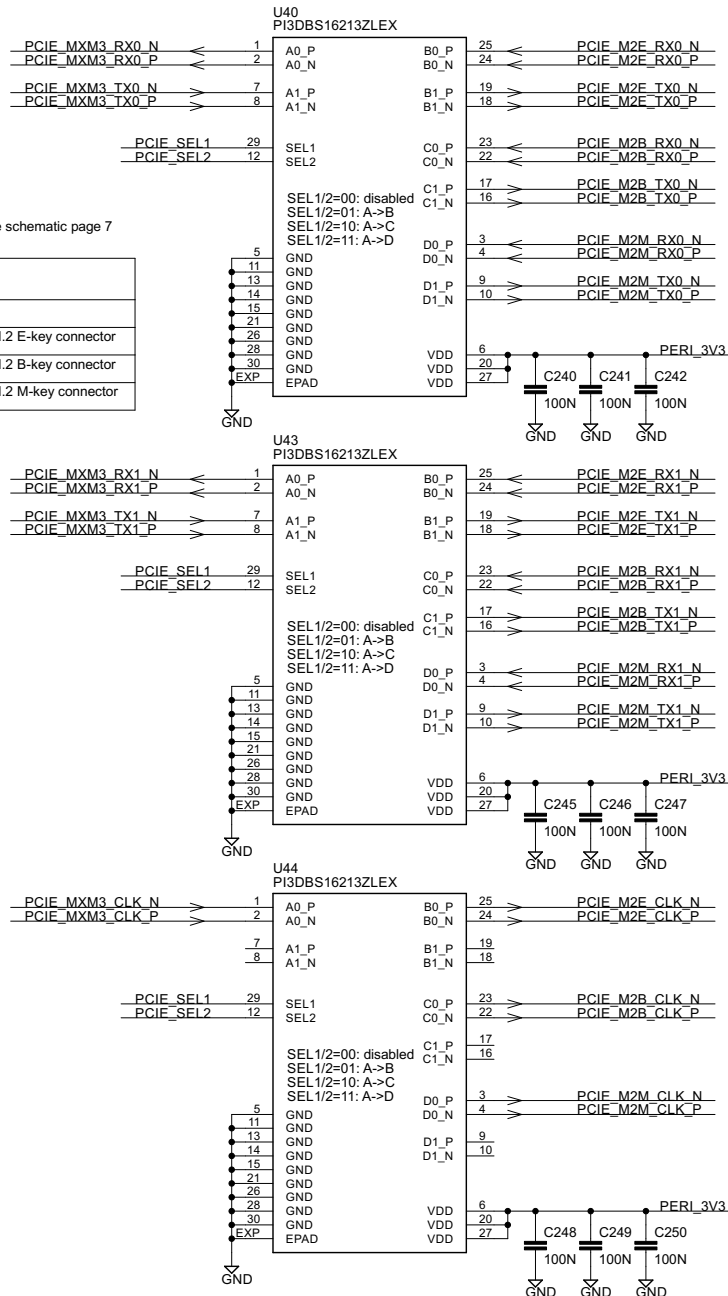 U40
PI3DBS16213ZLEX
PCIE_MXM3_RX0_N 1 A0_P B0_P 25 PCIE_M2E_RX0_N
PCIE_MXM3_RX0_P 2 A0_N B0_N 24 PCIE_M2E_RX0_P
PCIE_MXM3_TX0_N 7 A1_P B1_P 19 PCIE_M2E_TX0_N
PCIE_MXM3_TX0_P 8 A1_N B1_N 18 PCIE_M2E_TX0_P
PCIE_SEL1 29 SEL1 C0_P 23 PCIE_M2B_RX0_N
PCIE_SEL2 12 SEL2 C0_N 22 PCIE_M2B_RX0_P
C1_P 17 PCIE_M2B_TX0_N
SEL1/2=00: disabled C1_N 16 PCIE_M2B_TX0_P
SEL1/2=01: A->B
SEL1/2=10: A->C
schematic page 7
SEL1/2=11: A->D D0_P 3 PCIE_M2M_RX0_N
5 GND D0_N 4 PCIE_M2M_RX0_P
11 GND
13 GND D1_P 9 PCIE_M2M_TX0_N
14 GND D1_N 10 PCIE_M2M_TX0_P
15 GND
21 GND
.2 E-key connector
26 GND
28 GND VDD 6 PERI_3V3
30 GND VDD 20
.2 B-key connector
EXP EPAD VDD 27 C240 C241 C242
.2 M-key connector
100N 100N 100N
GND GND GND GND
U43
PI3DBS16213ZLEX
PCIE_MXM3_RX1_N 1 A0_P B0_P 25 PCIE_M2E_RX1_N
PCIE_MXM3_RX1_P 2 A0_N B0_N 24 PCIE_M2E_RX1_P
PCIE_MXM3_TX1_N 7 A1_P B1_P 19 PCIE_M2E_TX1_N
PCIE_MXM3_TX1_P 8 A1_N B1_N 18 PCIE_M2E_TX1_P
PCIE_SEL1 29 SEL1 C0_P 23 PCIE_M2B_RX1_N
PCIE_SEL2 12 SEL2 C0_N 22 PCIE_M2B_RX1_P
C1_P 17 PCIE_M2B_TX1_N
SEL1/2=00: disabled C1_N 16 PCIE_M2B_TX1_P
SEL1/2=01: A->B
SEL1/2=10: A->C
SEL1/2=11: A->D D0_P 3 PCIE_M2M_RX1_N
5 GND D0_N 4 PCIE_M2M_RX1_P
11 GND
13 GND D1_P 9 PCIE_M2M_TX1_N
14 GND D1_N 10 PCIE_M2M_TX1_P
15 GND
21 GND
26 GND
28 GND VDD 6 PERI_3V3
30 GND VDD 20
EXP EPAD VDD 27 C245 C246 C247
100N 100N 100N
GND GND GND GND
U44
PI3DBS16213ZLEX
PCIE_MXM3_CLK_N 1 A0_P B0_P 25 PCIE_M2E_CLK_N
PCIE_MXM3_CLK_P 2 A0_N B0_N 24 PCIE_M2E_CLK_P
7 A1_P B1_P 19
8 A1_N B1_N 18
PCIE_SEL1 29 SEL1 C0_P 23 PCIE_M2B_CLK_N
PCIE_SEL2 12 SEL2 C0_N 22 PCIE_M2B_CLK_P
C1_P 17
SEL1/2=00: disabled C1_N 16
SEL1/2=01: A->B
SEL1/2=10: A->C
SEL1/2=11: A->D D0_P 3 PCIE_M2M_CLK_N
5 GND D0_N 4 PCIE_M2M_CLK_P
11 GND
13 GND D1_P 9
14 GND D1_N 10
15 GND
21 GND
26 GND
28 GND VDD 6 PERI_3V3
30 GND VDD 20
EXP EPAD VDD 27 C248 C249 C250
100N 100N 100N
GND GND GND GND